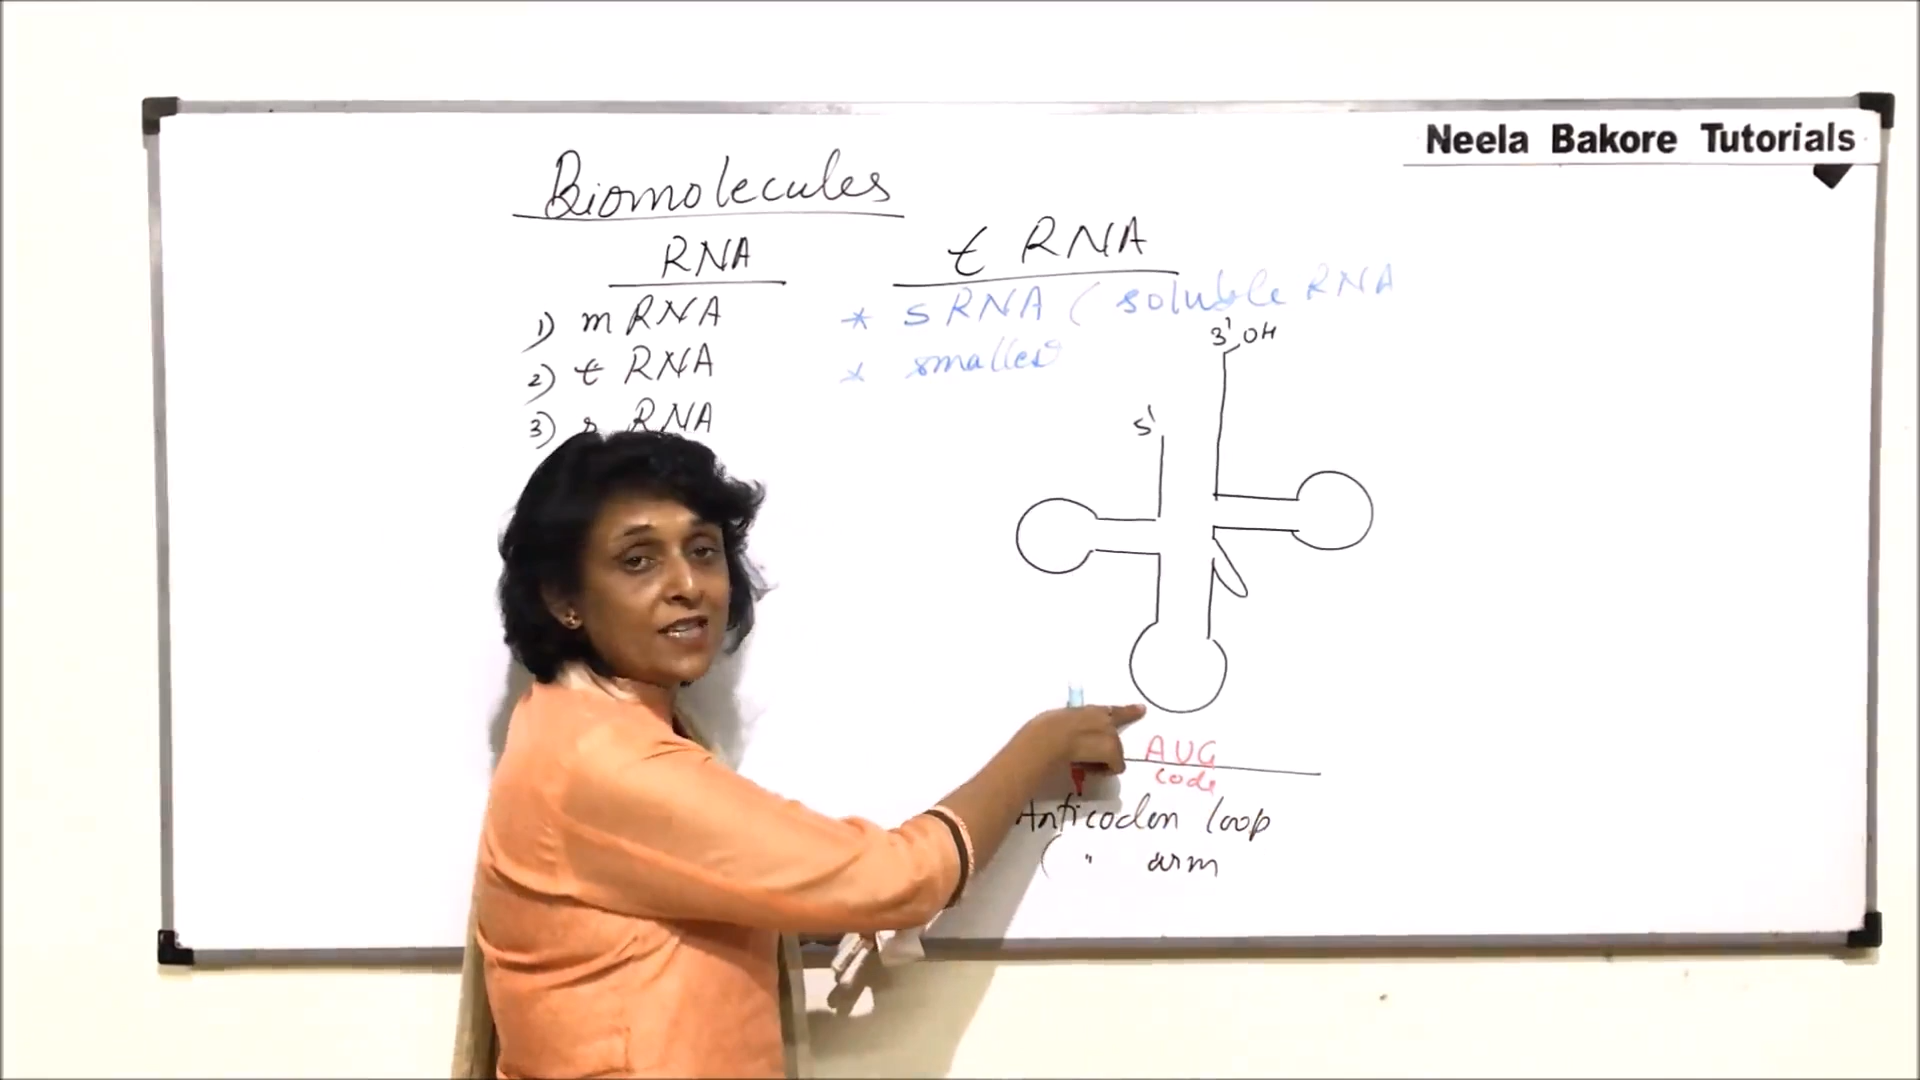 Neela Bakore Tutorials
Biomolecules
RNA
1) mRNA
2) t RNA
3) r RNA
t RNA
* sRNA ( soluble RNA
* smallest
3' OH
5'
AUG
code
Anticodon loop
( " arm